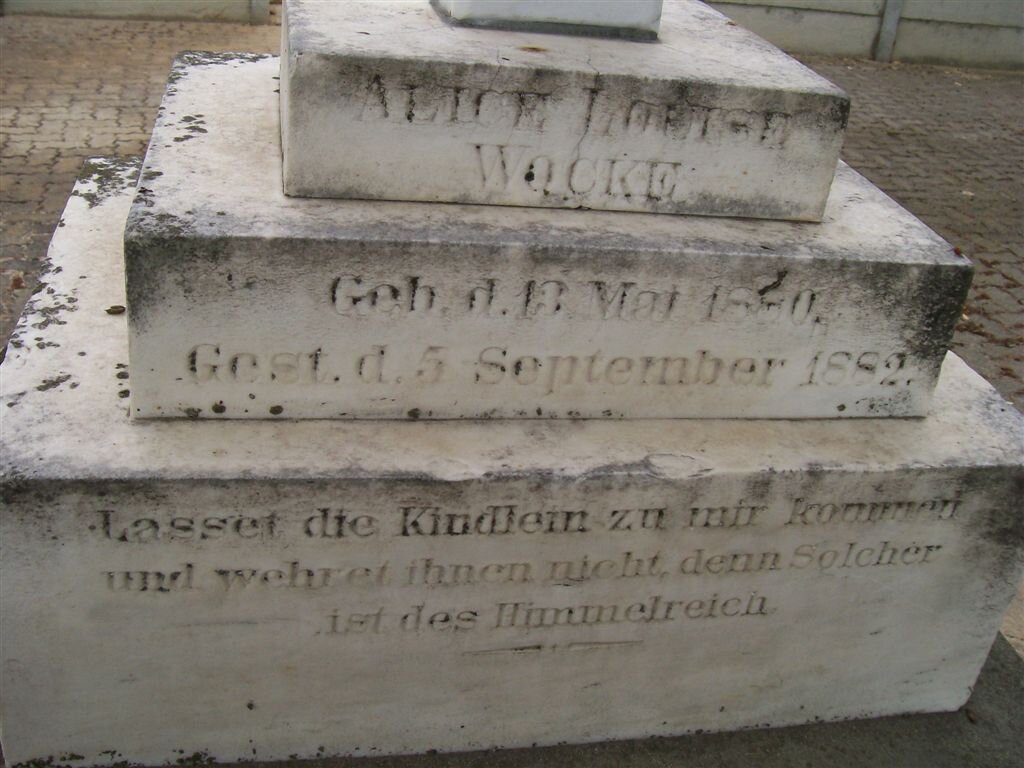 ALICE LOUISE
WOCKE
Geb. d. 13 Mai 1880.
Gest. d. 5 September 1882.
Lasset die Kindlein zu mir kommen
und wehret ihnen nicht, denn Solcher
ist des Himmelreich.